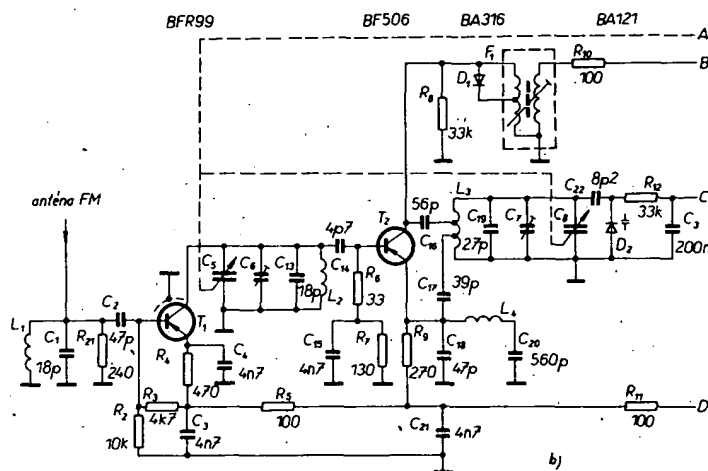 BFR99 BF506 BA316 BA121
A
F₁ R₁₀ B
D₁ 100
R₈
33k
anténa FM
L₃ C₂₂ 8p2 R₁₂ C
56p
T₂ C₁₉ C₇ C₈ 33k C₃
4p7 C₁₆ 27p D₂ 200n
C₅ C₆ C₁₃ C₁₄ R₆
18p L₂ 33 C₁₇ 39p
C₂
L₁ C₁ R₂₁ 47p T₁ L₄
R₄ C₄ C₁₅ R₇ R₉ C₁₈ C₂₀
18p 240 470 4n7 4n7 130 270 47p 560p
R₃ R₅ R₁₁ D
R₂ 4k7 100 100
10k C₃ 4n7 C₂₁ 4n7
b)